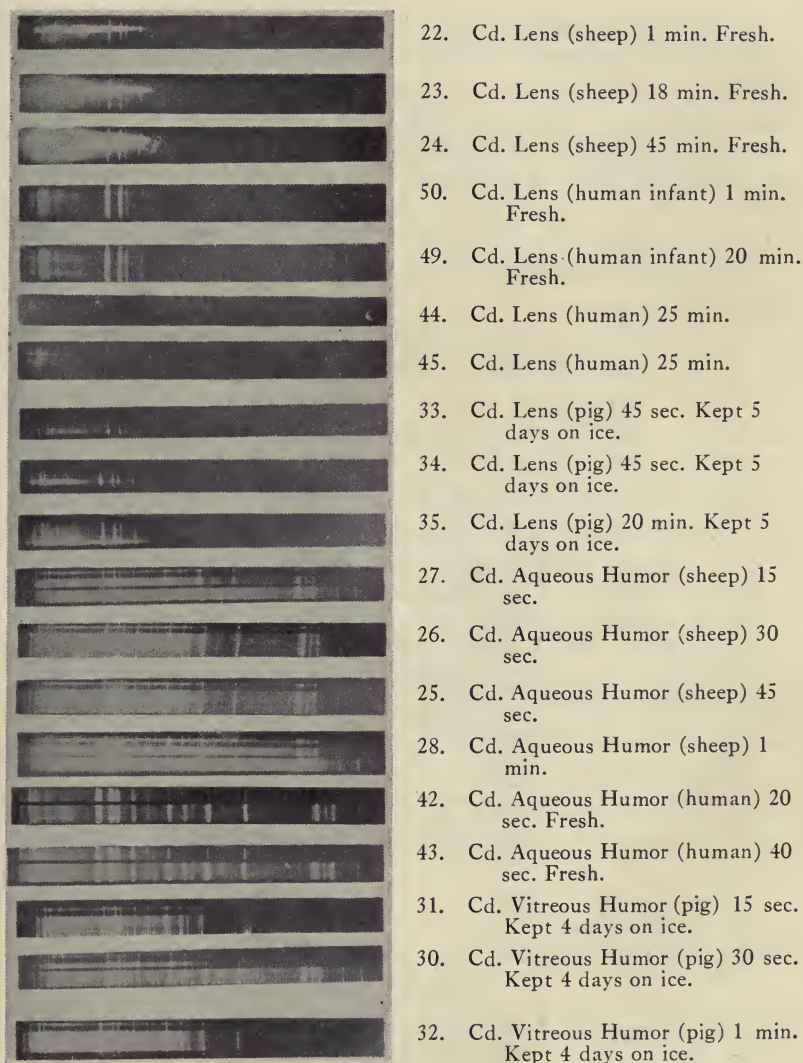 22. Cd. Lens (sheep) 1 min. Fresh.
23. Cd. Lens (sheep) 18 min. Fresh.
24. Cd. Lens (sheep) 45 min. Fresh.
50. Cd. Lens (human infant) 1 min.
Fresh.
49. Cd. Lens (human infant) 20 min.
Fresh.
44. Cd. Lens (human) 25 min.
45. Cd. Lens (human) 25 min.
33. Cd. Lens (pig) 45 sec. Kept 5
days on ice.
34. Cd. Lens (pig) 45 sec. Kept 5
days on ice.
35. Cd. Lens (pig) 20 min. Kept 5
days on ice.
27. Cd. Aqueous Humor (sheep) 15
sec.
26. Cd. Aqueous Humor (sheep) 30
sec.
25. Cd. Aqueous Humor (sheep) 45
sec.
28. Cd. Aqueous Humor (sheep) 1
min.
42. Cd. Aqueous Humor (human) 20
sec. Fresh.
43. Cd. Aqueous Humor (human) 40
sec. Fresh.
31. Cd. Vitreous Humor (pig) 15 sec.
Kept 4 days on ice.
30. Cd. Vitreous Humor (pig) 30 sec.
Kept 4 days on ice.
32. Cd. Vitreous Humor (pig) 1 min.
Kept 4 days on ice.